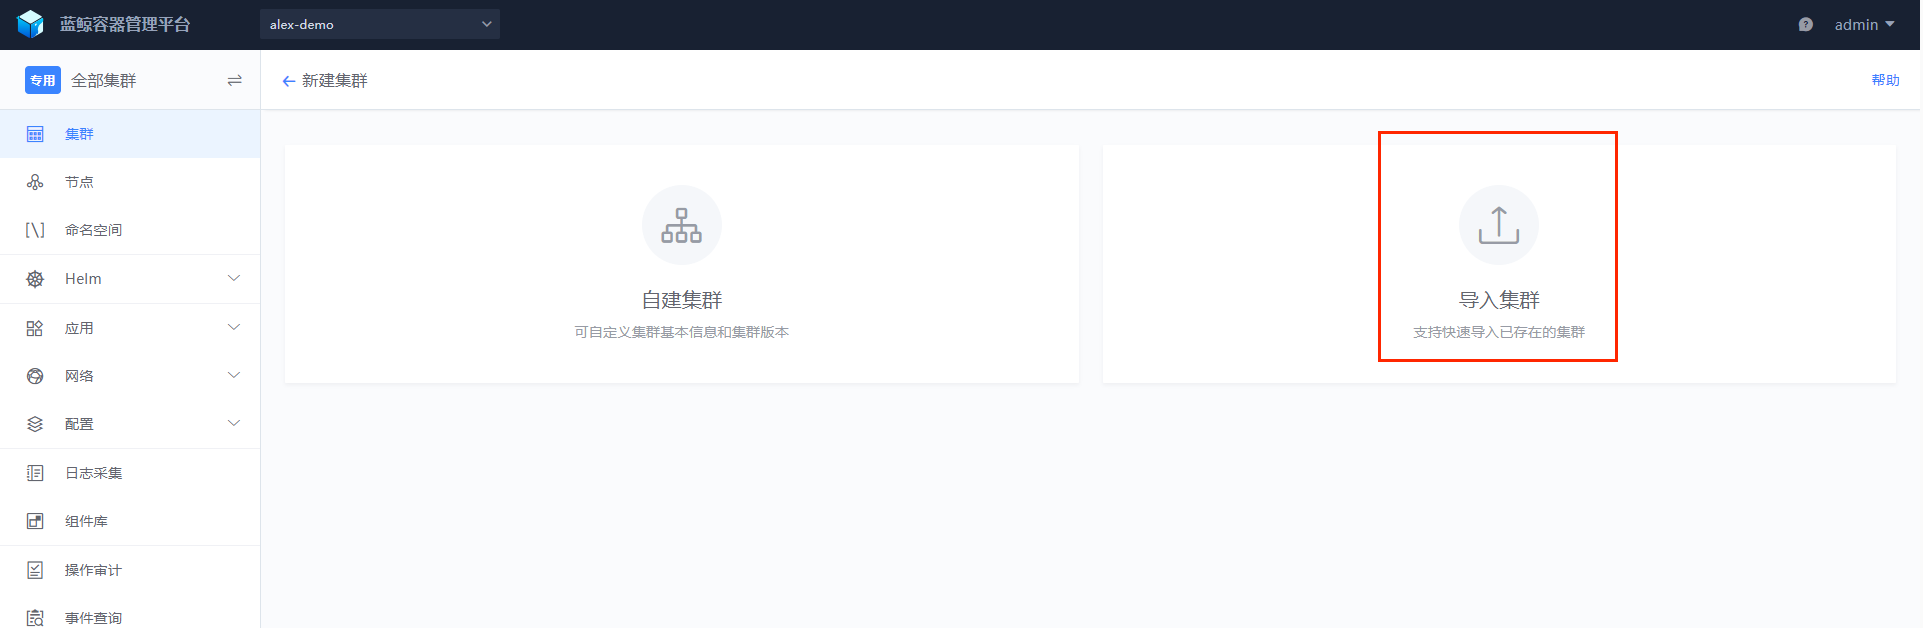 蓝鲸容器管理平台
alex-demo
admin
专用 全部集群
新建集群
帮助
集群
节点
命名空间
Helm
应用
网络
配置
日志采集
组件库
操作审计
事件查询
自建集群
可自定义集群基本信息和集群版本
导入集群
支持快速导入已存在的集群